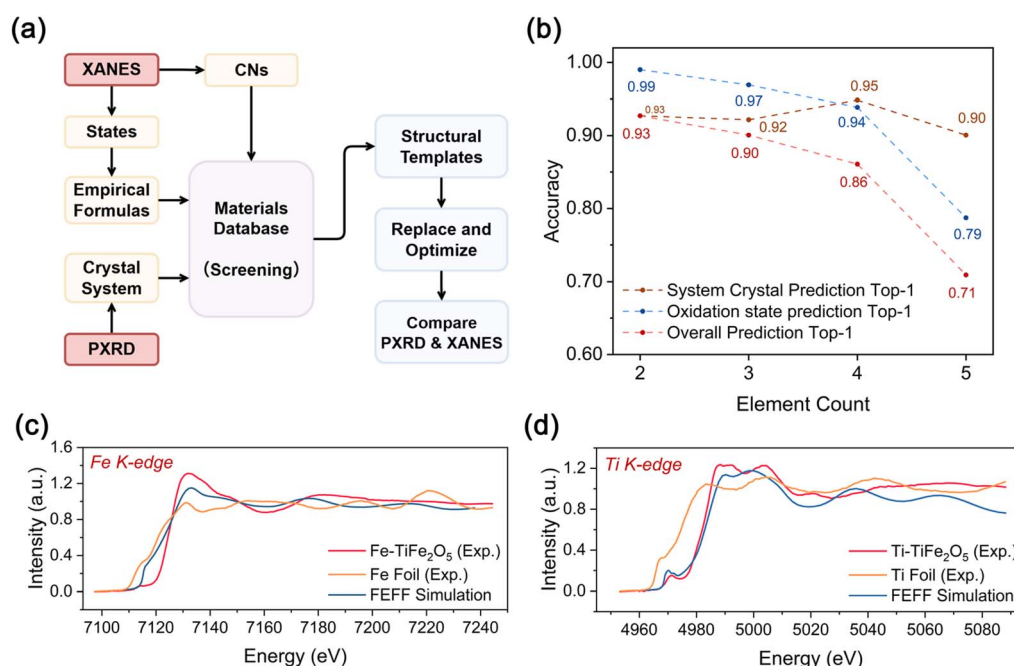 (a)
XANES
CNs
States
Empirical
Formulas
Crystal
System
PXRD
Materials
Database
(Screening)
Structural
Templates
Replace and
Optimize
Compare
PXRD & XANES
(b)
Accuracy
1.00
0.90
0.80
0.70
0.60
0.99
0.97
0.94
0.79
0.93
0.92
0.95
0.90
0.93
0.90
0.86
0.71
System Crystal Prediction Top-1
Oxidation state prediction Top-1
Overall Prediction Top-1
2
3
4
5
Element Count
(c)
Fe K-edge
Intensity (a.u.)
1.6
1.2
0.8
0.4
0.0
Fe-TiFe₂O₅ (Exp.)
Fe Foil (Exp.)
FEFF Simulation
7100 7120 7140 7160 7180 7200 7220 7240
Energy (eV)
(d)
Ti K-edge
Intensity (a.u.)
1.2
0.8
0.4
0.0
Ti-TiFe₂O₅ (Exp.)
Ti Foil (Exp.)
FEFF Simulation
4960 4980 5000 5020 5040 5060 5080
Energy (eV)